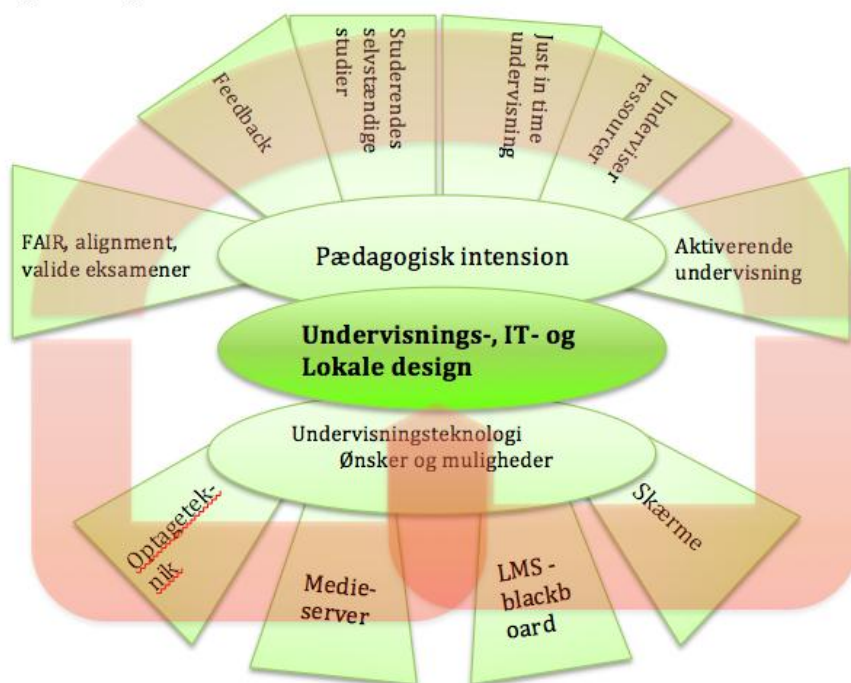 Feedback
Studerendes
selvstændige
studier
Just in time
undervisning
Underviser
ressourcer
FAIR, alignment,
valide eksamener
Pædagogisk intension
Aktiverende
undervisning
Undervisnings-, IT- og
Lokale design
Undervisningsteknologi
Ønsker og muligheder
Optagetek-
nik
Medie-
server
LMS -
blackb
oard
Skærme